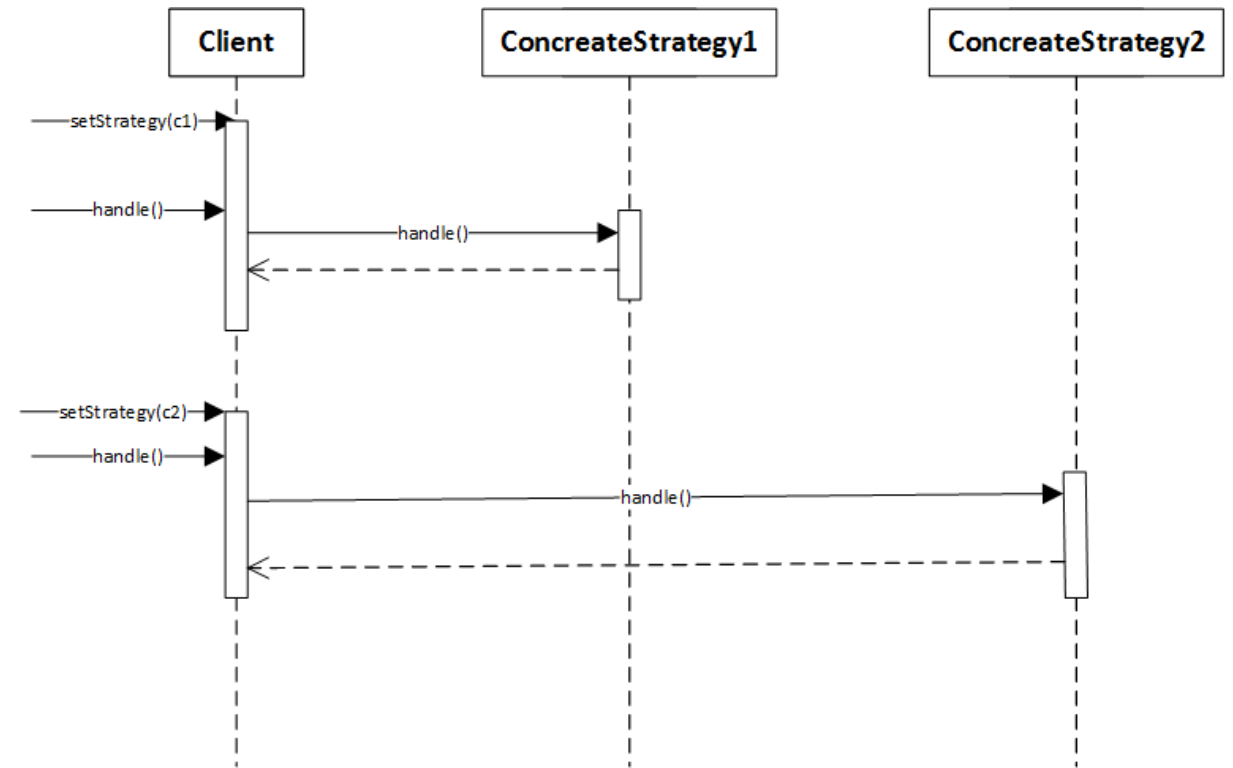 Client
ConcreateStrategy1
ConcreateStrategy2
setStrategy(c1)
handle()
handle()
setStrategy(c2)
handle()
handle()